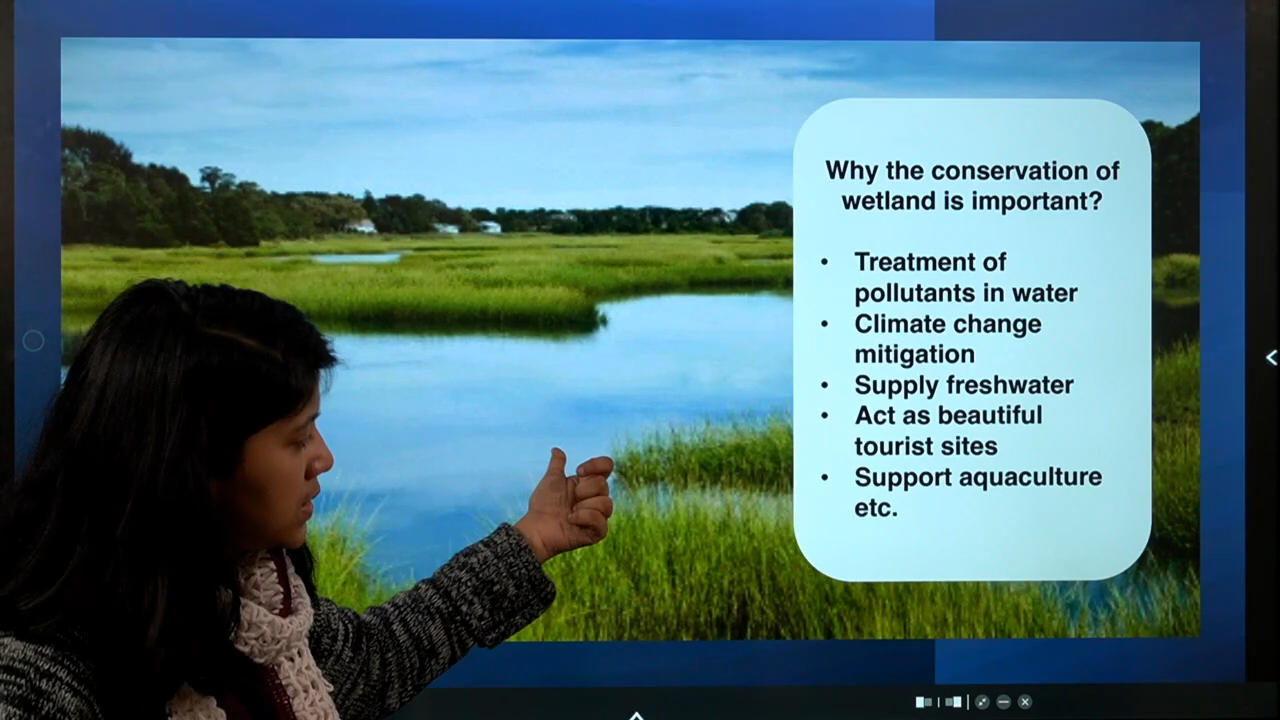 Why the conservation of
wetland is important?
• Treatment of
pollutants in water
• Climate change
mitigation
• Supply freshwater
• Act as beautiful
tourist sites
• Support aquaculture
etc.